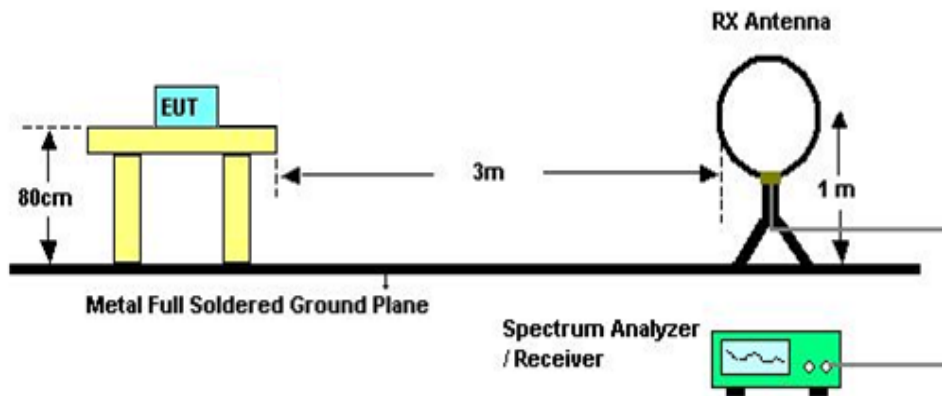 RX Antenna
EUT
80cm
3m
1 m
Metal Full Soldered Ground Plane
Spectrum Analyzer
/ Receiver